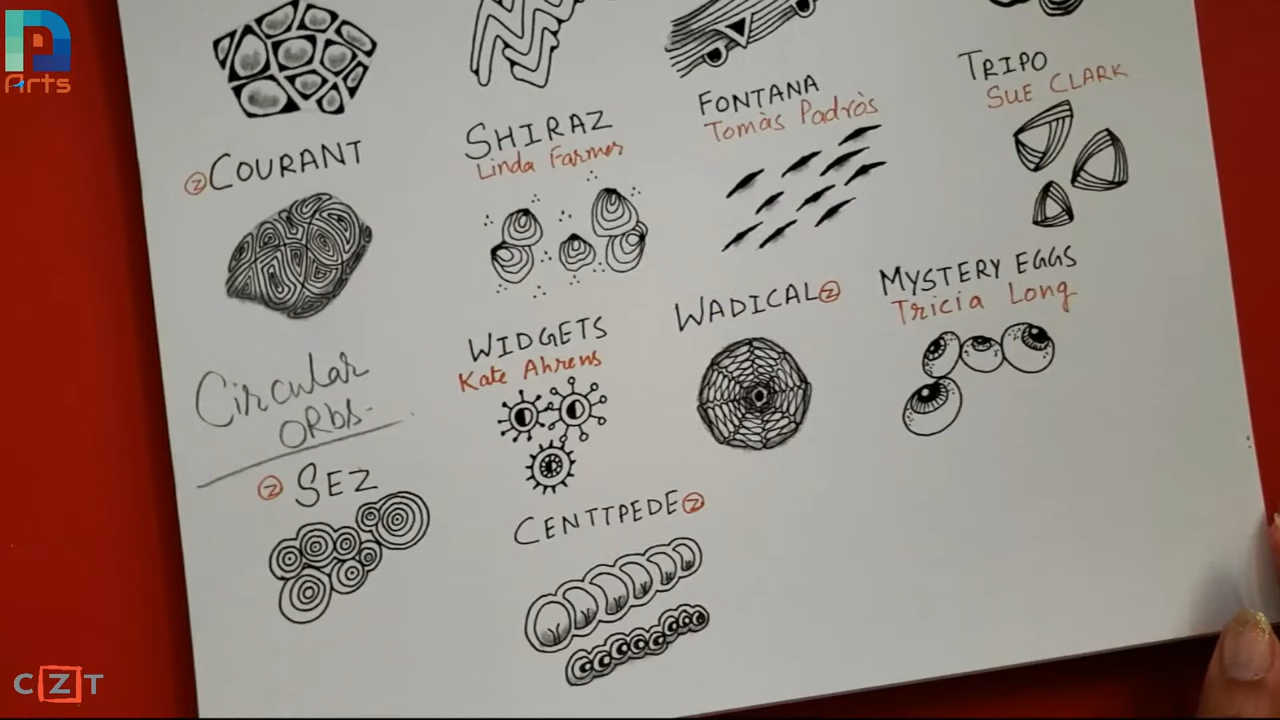 Arts
TRIPO
SUE CLARK
FONTANA
Tomàs Padròs
SHIRAZ
Linda Farmer
Z COURANT
MYSTERY EGGS
Tricia Long
WADICAL Z
WIDGETS
Kate Ahrens
Circular
ORBS-
Z SEZ
CENTTPEDE Z
CZT